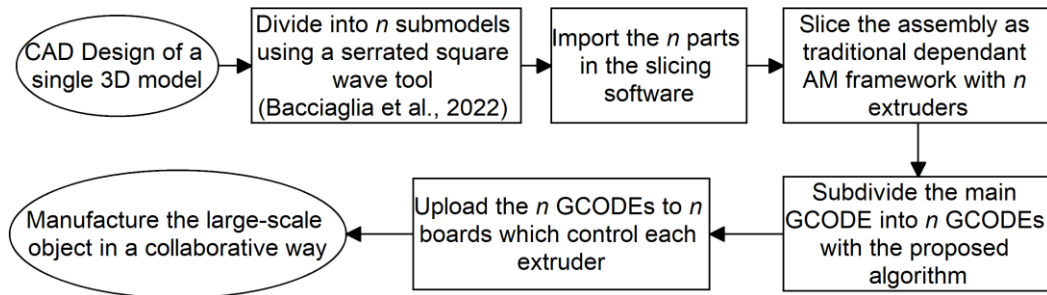 CAD Design of a
single 3D model
Divide into n submodels
using a serrated square
wave tool
(Bacciaglia et al., 2022)
Import the n parts
in the slicing
software
Slice the assembly as
traditional dependant
AM framework with n
extruders
Subdivide the main
GCODE into n GCODEs
with the proposed
algorithm
Upload the n GCODEs to n
boards which control each
extruder
Manufacture the large-scale
object in a collaborative way